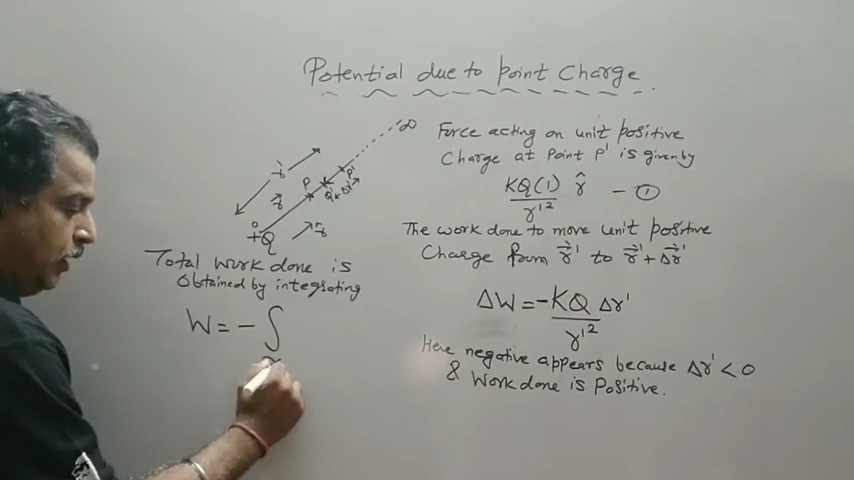 Potential due to Point Charge
∞
Force acting on unit positive
Charge at Point P' is given by
KQ(1)/r'² r̂ — ①
The work done to move unit positive
Charge from r⃗' to r⃗'+Δr⃗'
ΔW = -KQ/r'² Δr'
Here negative appears because Δr' < 0
& Work done is Positive.
P
P'
+Q
Total work done is
Obtained by integrating
W = - ∫